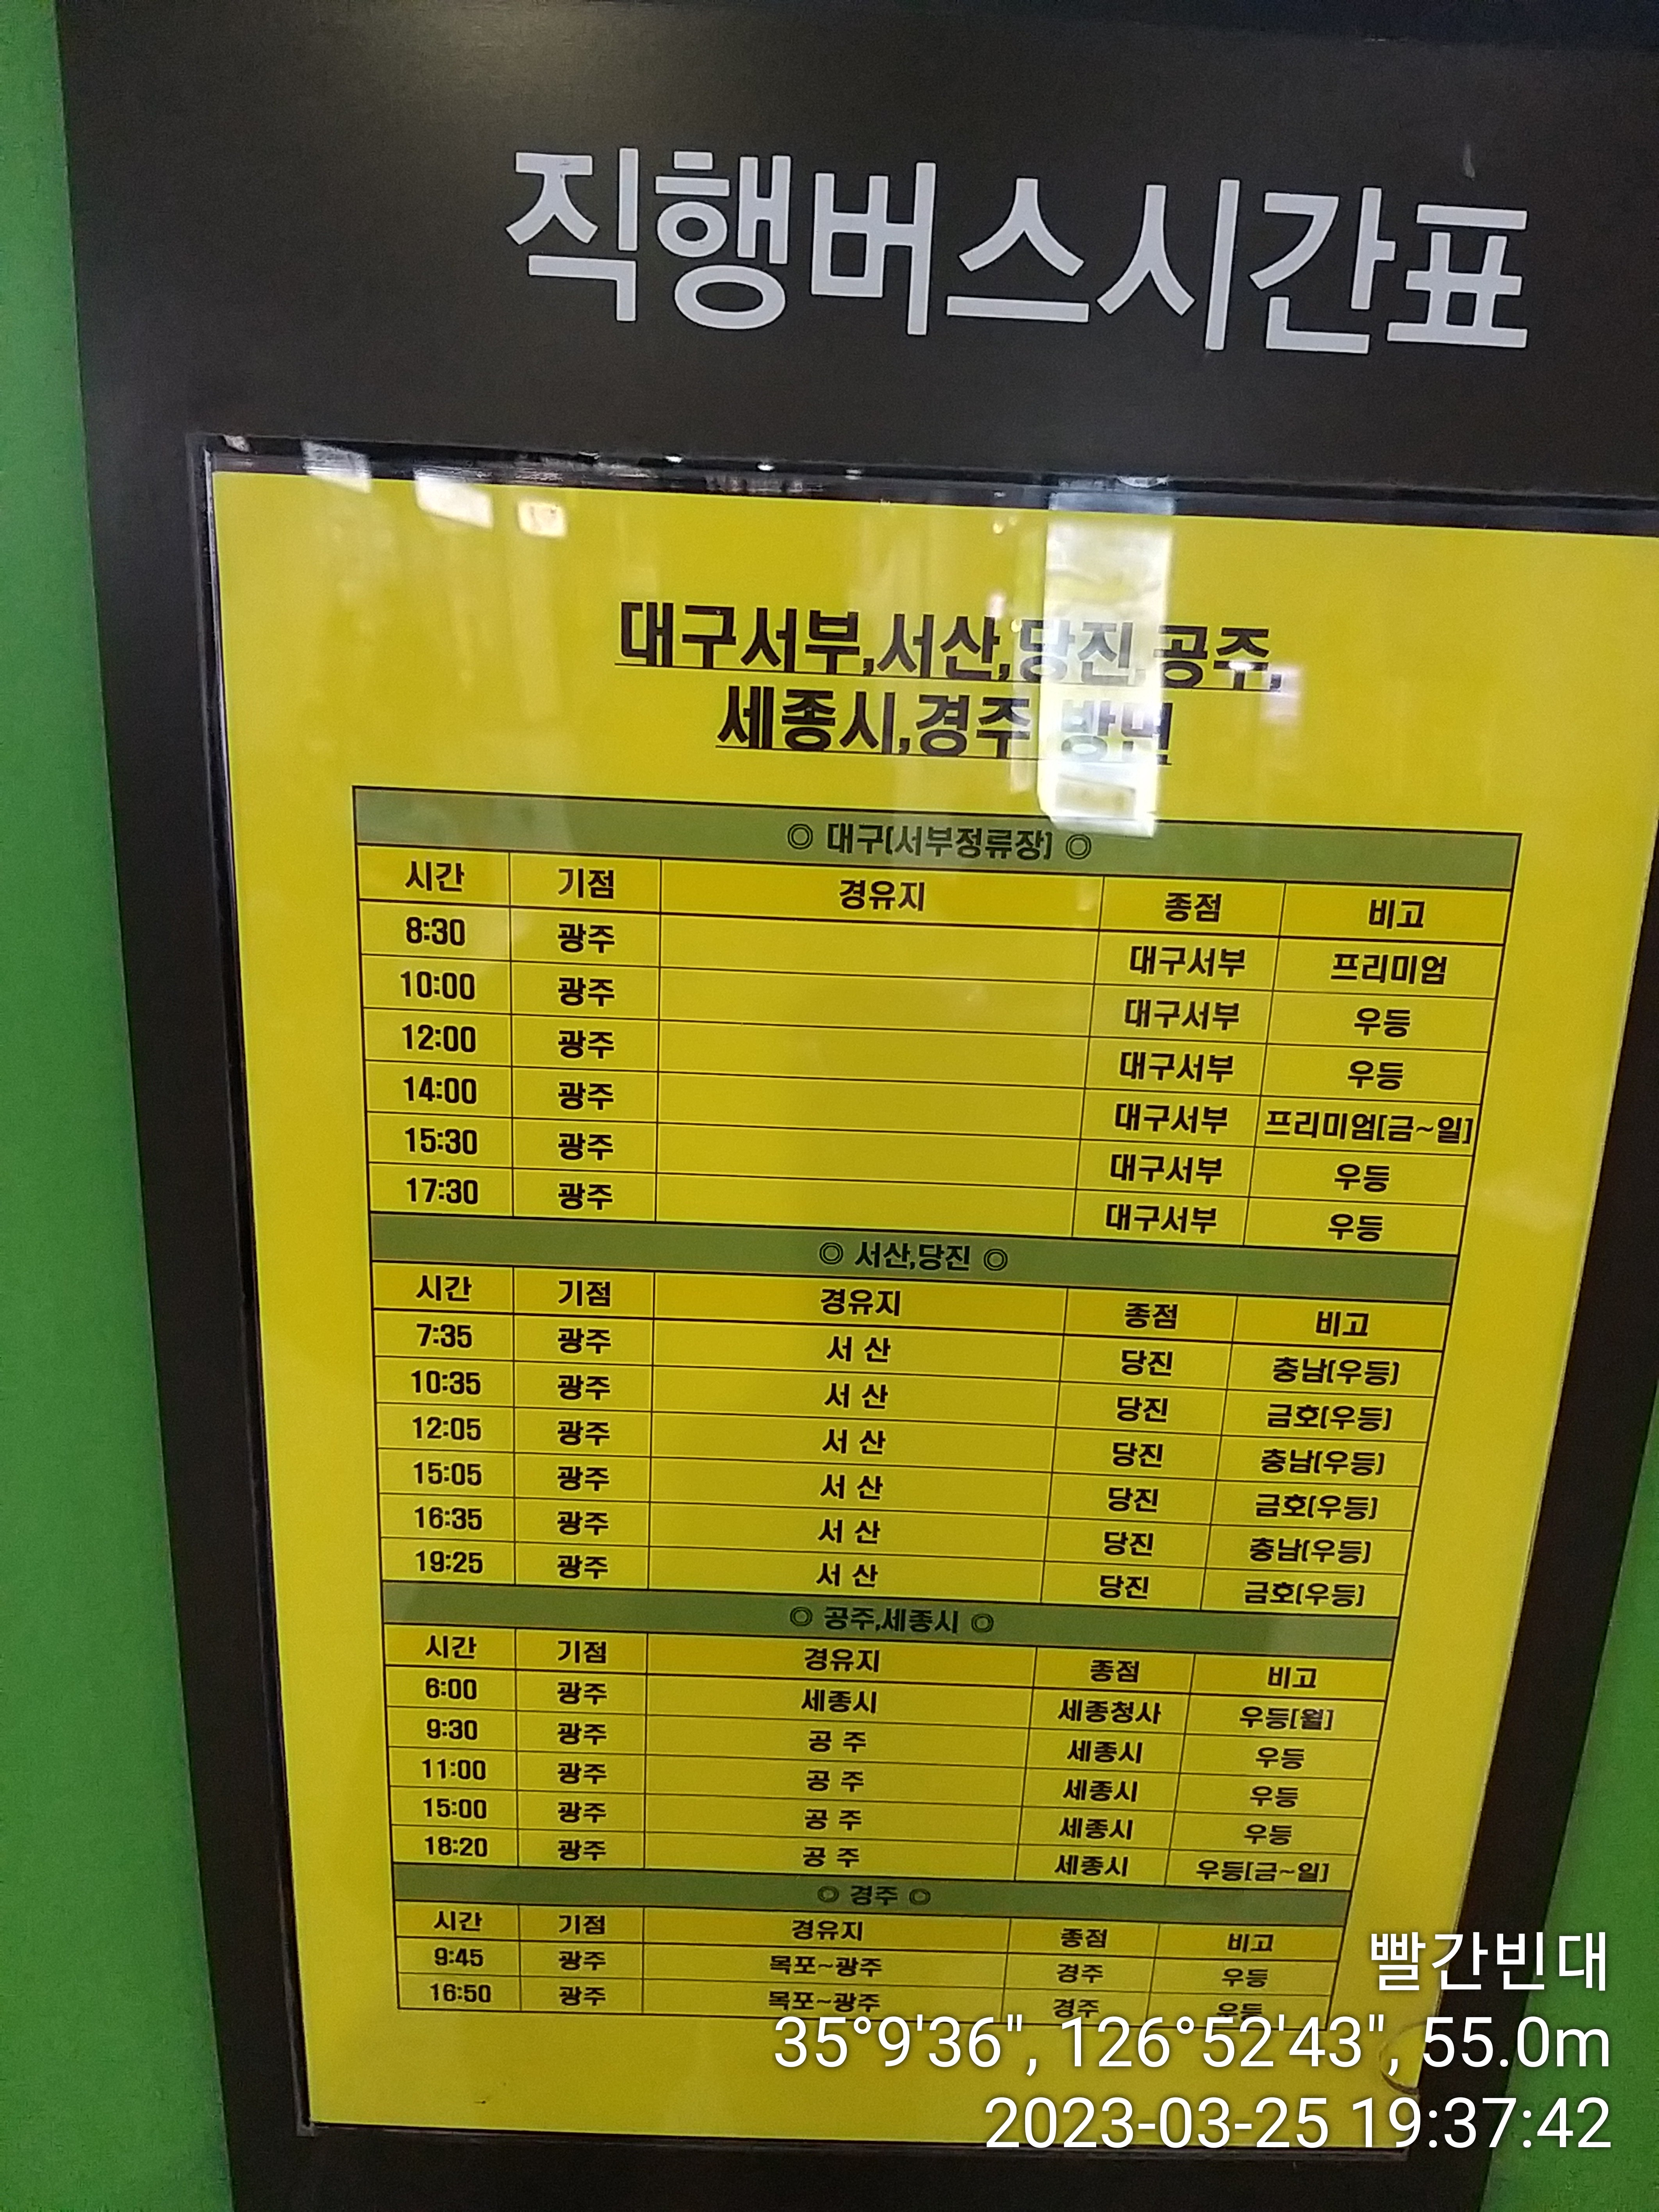 직행버스시간표
대구서부,서산,당진,공주,
세종시,경주 방면
◎ 대구(서부정류장) ◎
시간 기점 경유지 종점 비고
8:30 광주 대구서부 프리미엄
10:00 광주 대구서부 우등
12:00 광주 대구서부 우등
14:00 광주 대구서부 프리미엄[금~일]
15:30 광주 대구서부 우등
17:30 광주 대구서부 우등
◎ 서산,당진 ◎
시간 기점 경유지 종점 비고
7:35 광주 서 산 당진 충남(우등)
10:35 광주 서 산 당진 금호(우등)
12:05 광주 서 산 당진 충남(우등)
15:05 광주 서 산 당진 금호(우등)
16:35 광주 서 산 당진 충남(우등)
19:25 광주 서 산 당진 금호(우등)
◎ 공주,세종시 ◎
시간 기점 경유지 종점 비고
6:00 광주 세종시 세종청사 우등[월]
9:30 광주 공 주 세종시 우등
11:00 광주 공 주 세종시 우등
15:00 광주 공 주 세종시 우등
18:20 광주 공 주 세종시 우등[금~일]
◎ 경주 ◎
시간 기점 경유지 종점 비고
9:45 광주 목포~광주 경주 우등
16:50 광주 목포~광주 경주 우등
빨간빈대
35°9'36", 126°52'43", 55.0m
2023-03-25 19:37:42